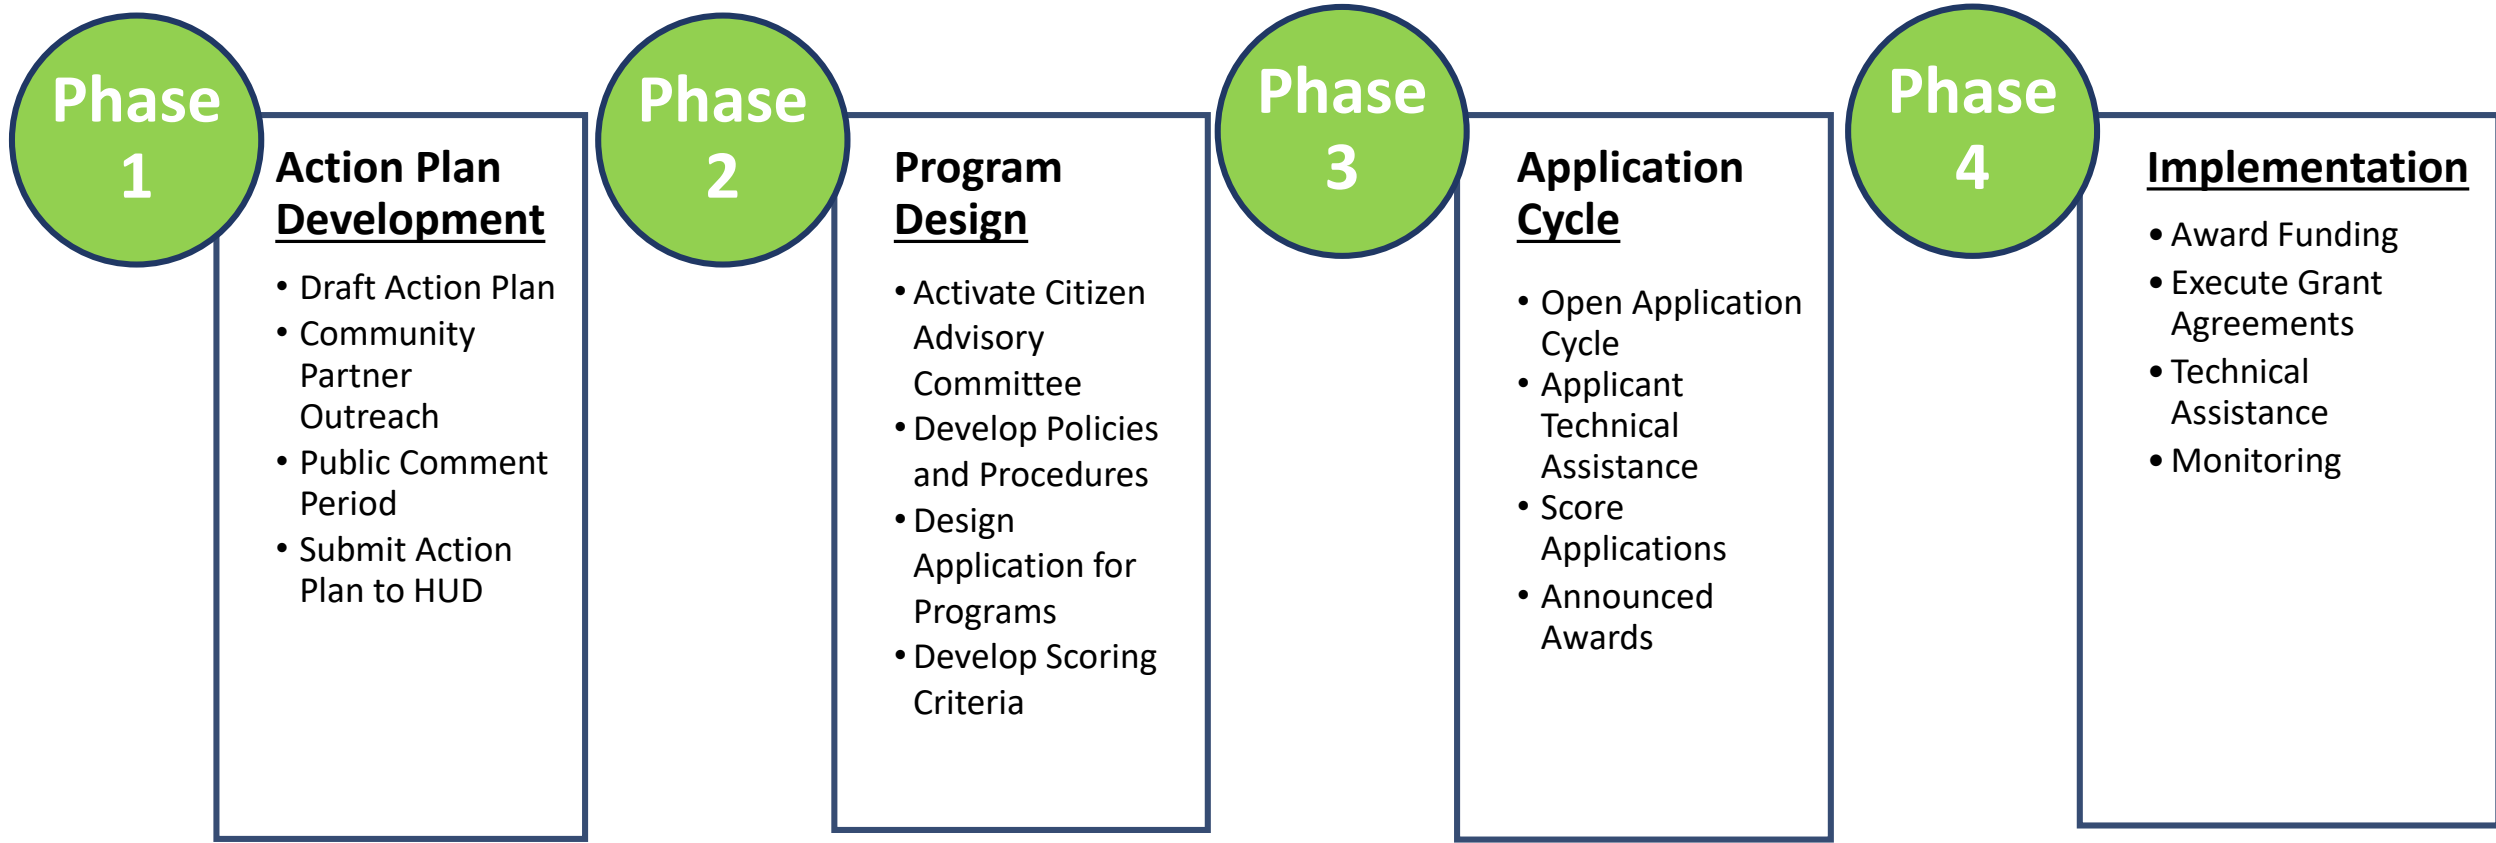 Phase
1
Action Plan
Development
• Draft Action Plan
• Community
Partner
Outreach
• Public Comment
Period
• Submit Action
Plan to HUD
Phase
2
Program
Design
• Activate Citizen
Advisory
Committee
• Develop Policies
and Procedures
• Design
Application for
Programs
• Develop Scoring
Criteria
Phase
3
Application
Cycle
• Open Application
Cycle
• Applicant
Technical
Assistance
• Score
Applications
• Announced
Awards
Phase
4
Implementation
• Award Funding
• Execute Grant
Agreements
• Technical
Assistance
• Monitoring